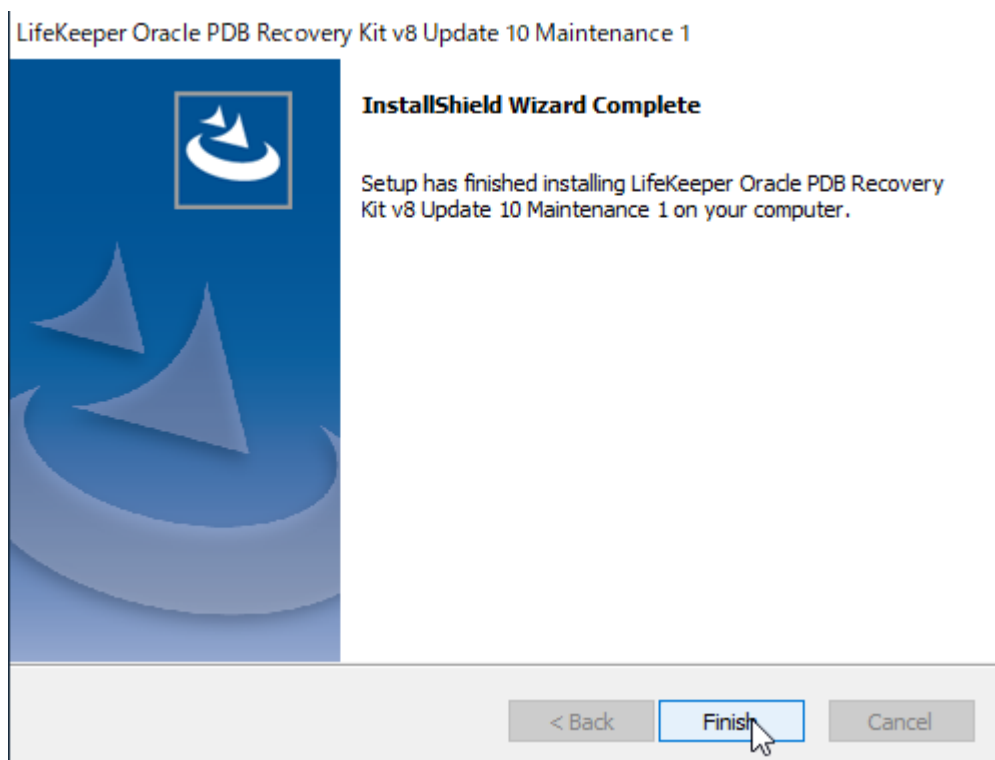 LifeKeeper Oracle PDB Recovery Kit v8 Update 10 Maintenance 1
InstallShield Wizard Complete
Setup has finished installing LifeKeeper Oracle PDB Recovery
Kit v8 Update 10 Maintenance 1 on your computer.
< Back
Finish
Cancel